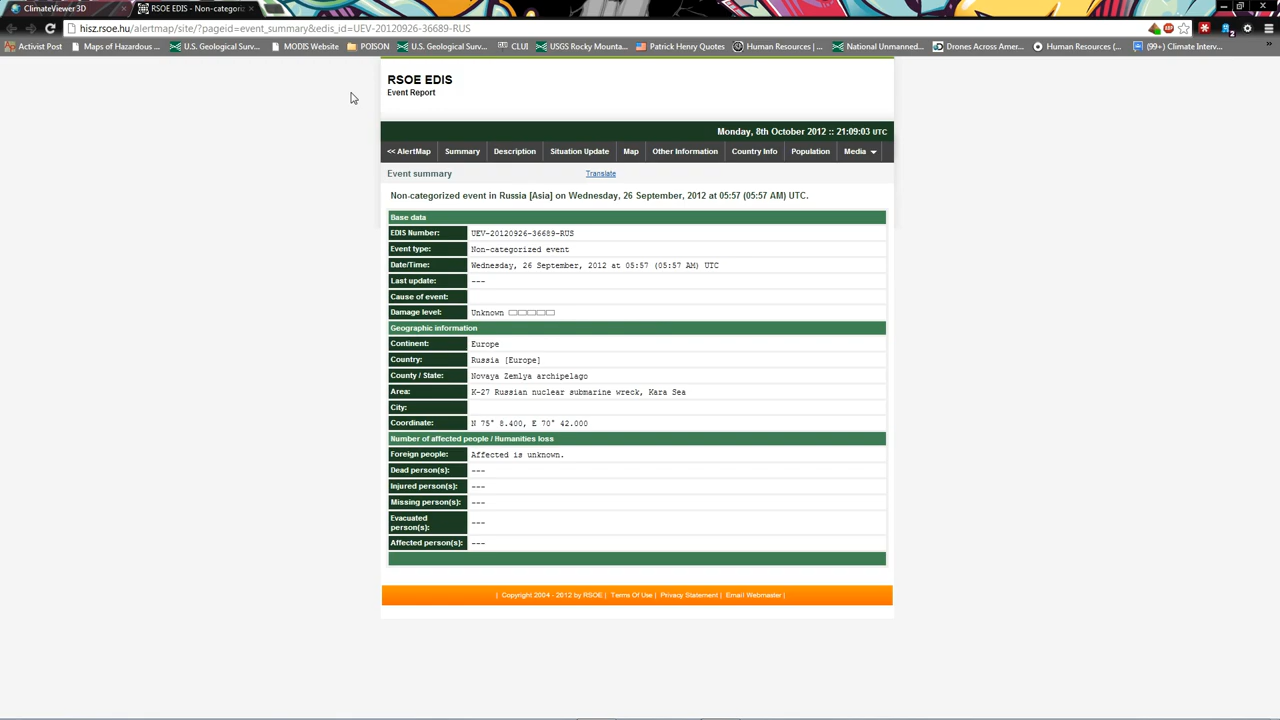 ClimateViewer 3D
RSOE EDIS - Non-categori
hisz.rsoe.hu/alertmap/site/?pageid=event_summary&edis_id=UEV-20120926-36689-RUS
Activist Post Maps of Hazardous ... U.S. Geological Surv... MODIS Website POISON U.S. Geological Surv... CLUI USGS Rocky Mounta... Patrick Henry Quotes Human Resources | ... National Unmanned... Drones Across Amer... Human Resources (... (99+) Climate Interv... »
RSOE EDIS
Event Report
Monday, 8th October 2012 :: 21:09:03 UTC
<< AlertMap Summary Description Situation Update Map Other Information Country Info Population Media
Event summary Translate
Non-categorized event in Russia [Asia] on Wednesday, 26 September, 2012 at 05:57 (05:57 AM) UTC.
Base data
EDIS Number: UEV-20120926-36689-RUS
Event type: Non-categorized event
Date/Time: Wednesday, 26 September, 2012 at 05:57 (05:57 AM) UTC
Last update: ---
Cause of event:
Damage level: Unknown
Geographic information
Continent: Europe
Country: Russia [Europe]
County / State: Novaya Zemlya archipelago
Area: K-27 Russian nuclear submarine wreck, Kara Sea
City:
Coordinate: N 75° 8.400, E 70° 42.000
Number of affected people / Humanities loss
Foreign people: Affected is unknown.
Dead person(s): ---
Injured person(s): ---
Missing person(s): ---
Evacuated
person(s): ---
Affected person(s): ---
| Copyright 2004 - 2012 by RSOE | Terms Of Use | Privacy Statement | Email Webmaster |